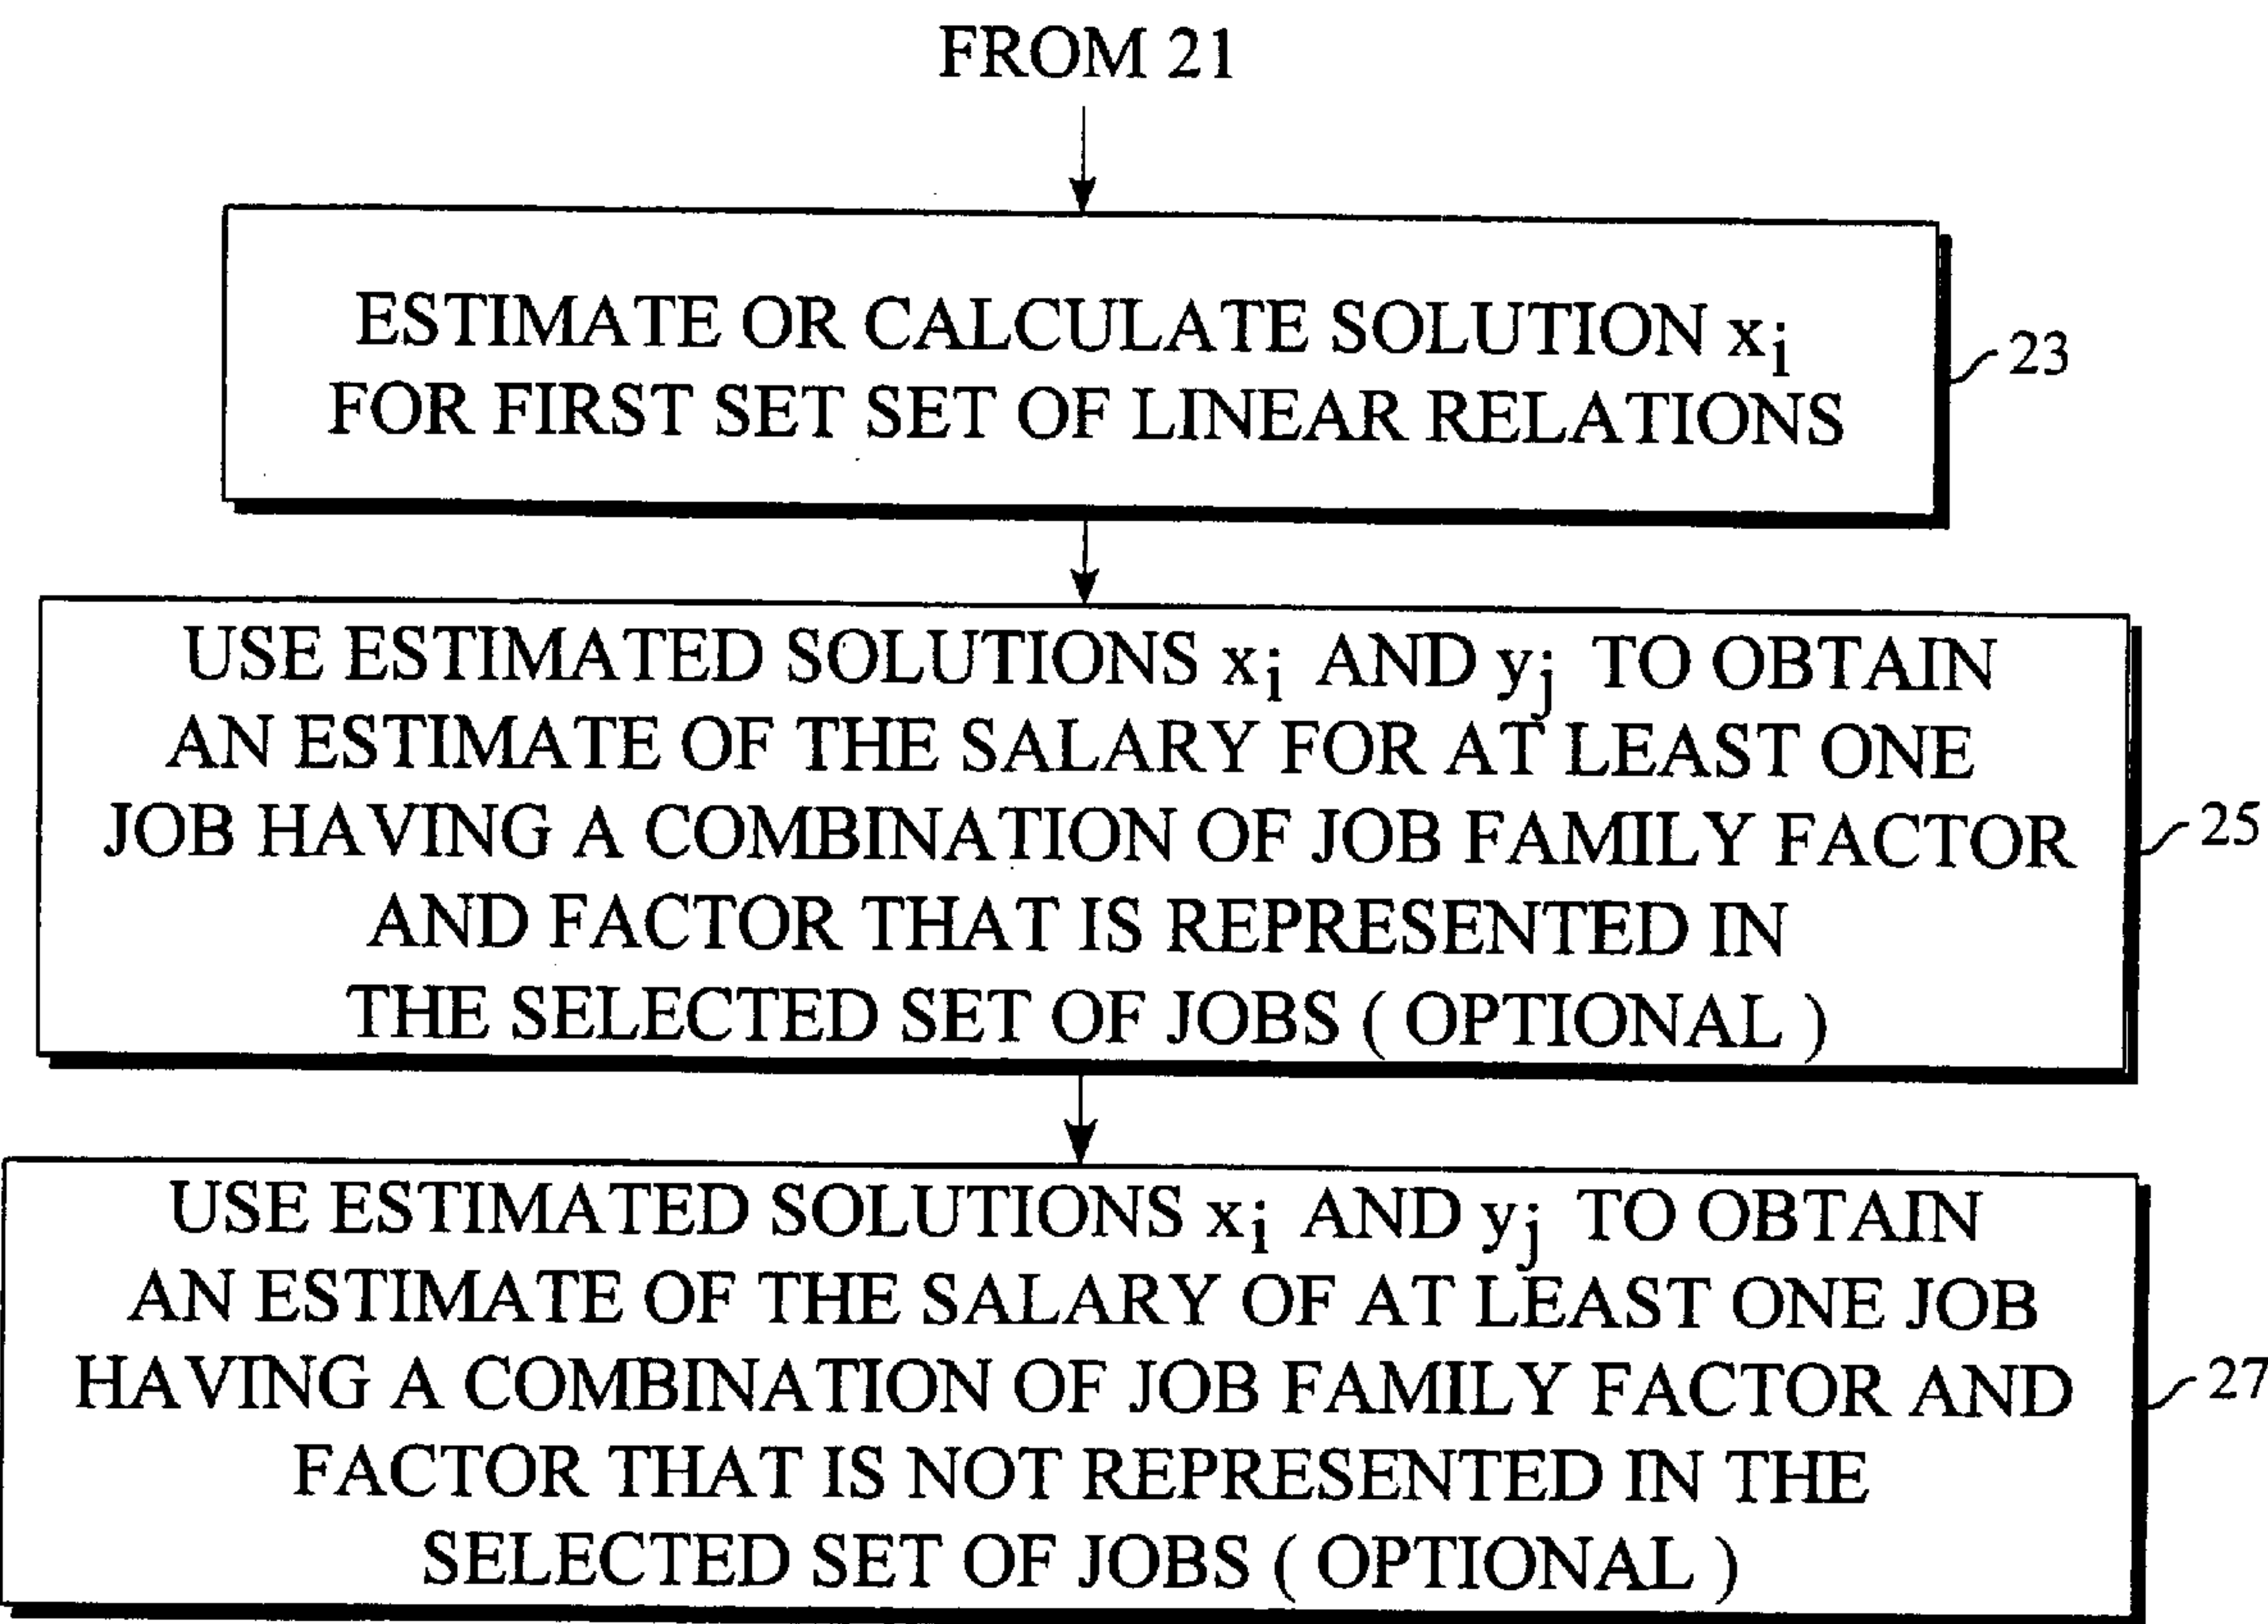 FROM 21
ESTIMATE OR CALCULATE SOLUTION xi
FOR FIRST SET SET OF LINEAR RELATIONS
23
USE ESTIMATED SOLUTIONS xi AND yj TO OBTAIN
AN ESTIMATE OF THE SALARY FOR AT LEAST ONE
JOB HAVING A COMBINATION OF JOB FAMILY FACTOR
AND FACTOR THAT IS REPRESENTED IN
THE SELECTED SET OF JOBS ( OPTIONAL )
25
USE ESTIMATED SOLUTIONS xi AND yj TO OBTAIN
AN ESTIMATE OF THE SALARY OF AT LEAST ONE JOB
HAVING A COMBINATION OF JOB FAMILY FACTOR AND
FACTOR THAT IS NOT REPRESENTED IN THE
SELECTED SET OF JOBS ( OPTIONAL )
27